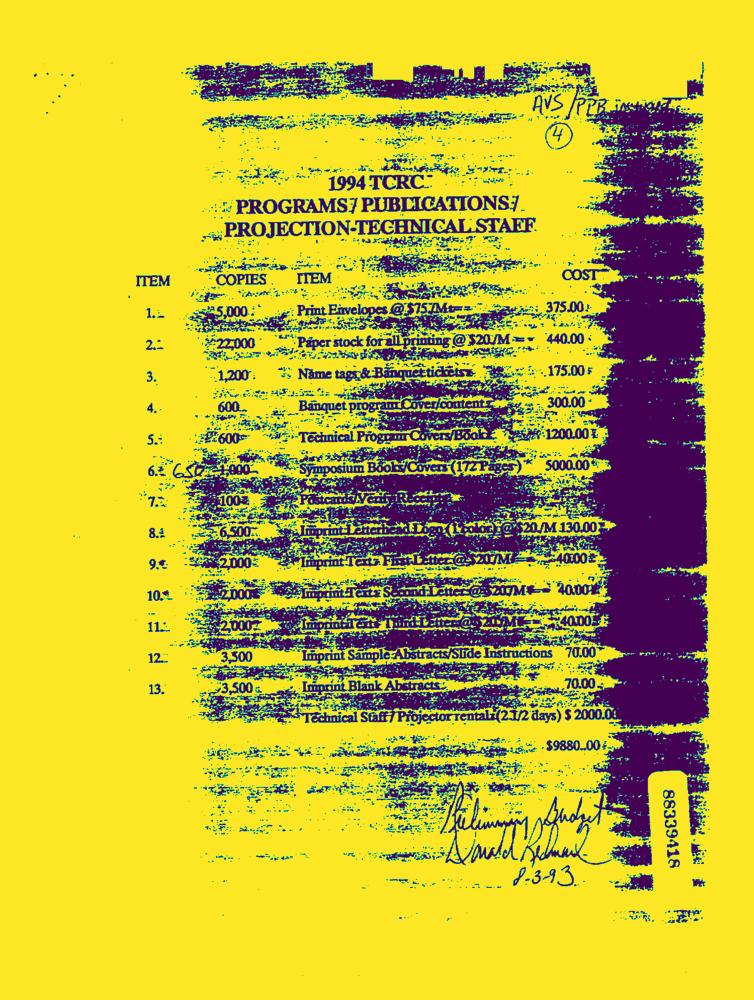 AVS/PPB
4
1994 TCRC
PROGRAMS / PUBLICATIONS /
PROJECTION-TECHNICAL STAFF
ITEM COPIES ITEM COST
1. 5,000 Print Envelopes @ $75/M 375.00
2. 22,000 Paper stock for all printing @ $20./M 440.00
3. 1,200 Name tags & Banquet tickets 175.00
4. 600 Banquet program Cover/contents 300.00
5. 600 Technical Program Covers/Books 1200.00
6. 650 1,000 Symposium Books/Covers (172 Pages) 5000.00
7. 100 Postcards/Verify Receipts
8. 6,500 Imprint Letterhead Logo (1 color) @ $20./M 130.00
9. 2,000 Imprint Text - First Letter @ $20/M 40.00
10. 2,000 Imprint Text - Second Letter @ $20/M 40.00
11. 2,000 Imprint Text - Third Letter @ $20/M 40.00
12. 3,500 Imprint Sample Abstracts/Slide Instructions 70.00
13. 3,500 Imprint Blank Abstracts 70.00
Technical Staff / Projector rentals (2.1/2 days) $ 2000.00
$9880..00
Preliminary Budget
Donald Redmark
8-3-93
88339418